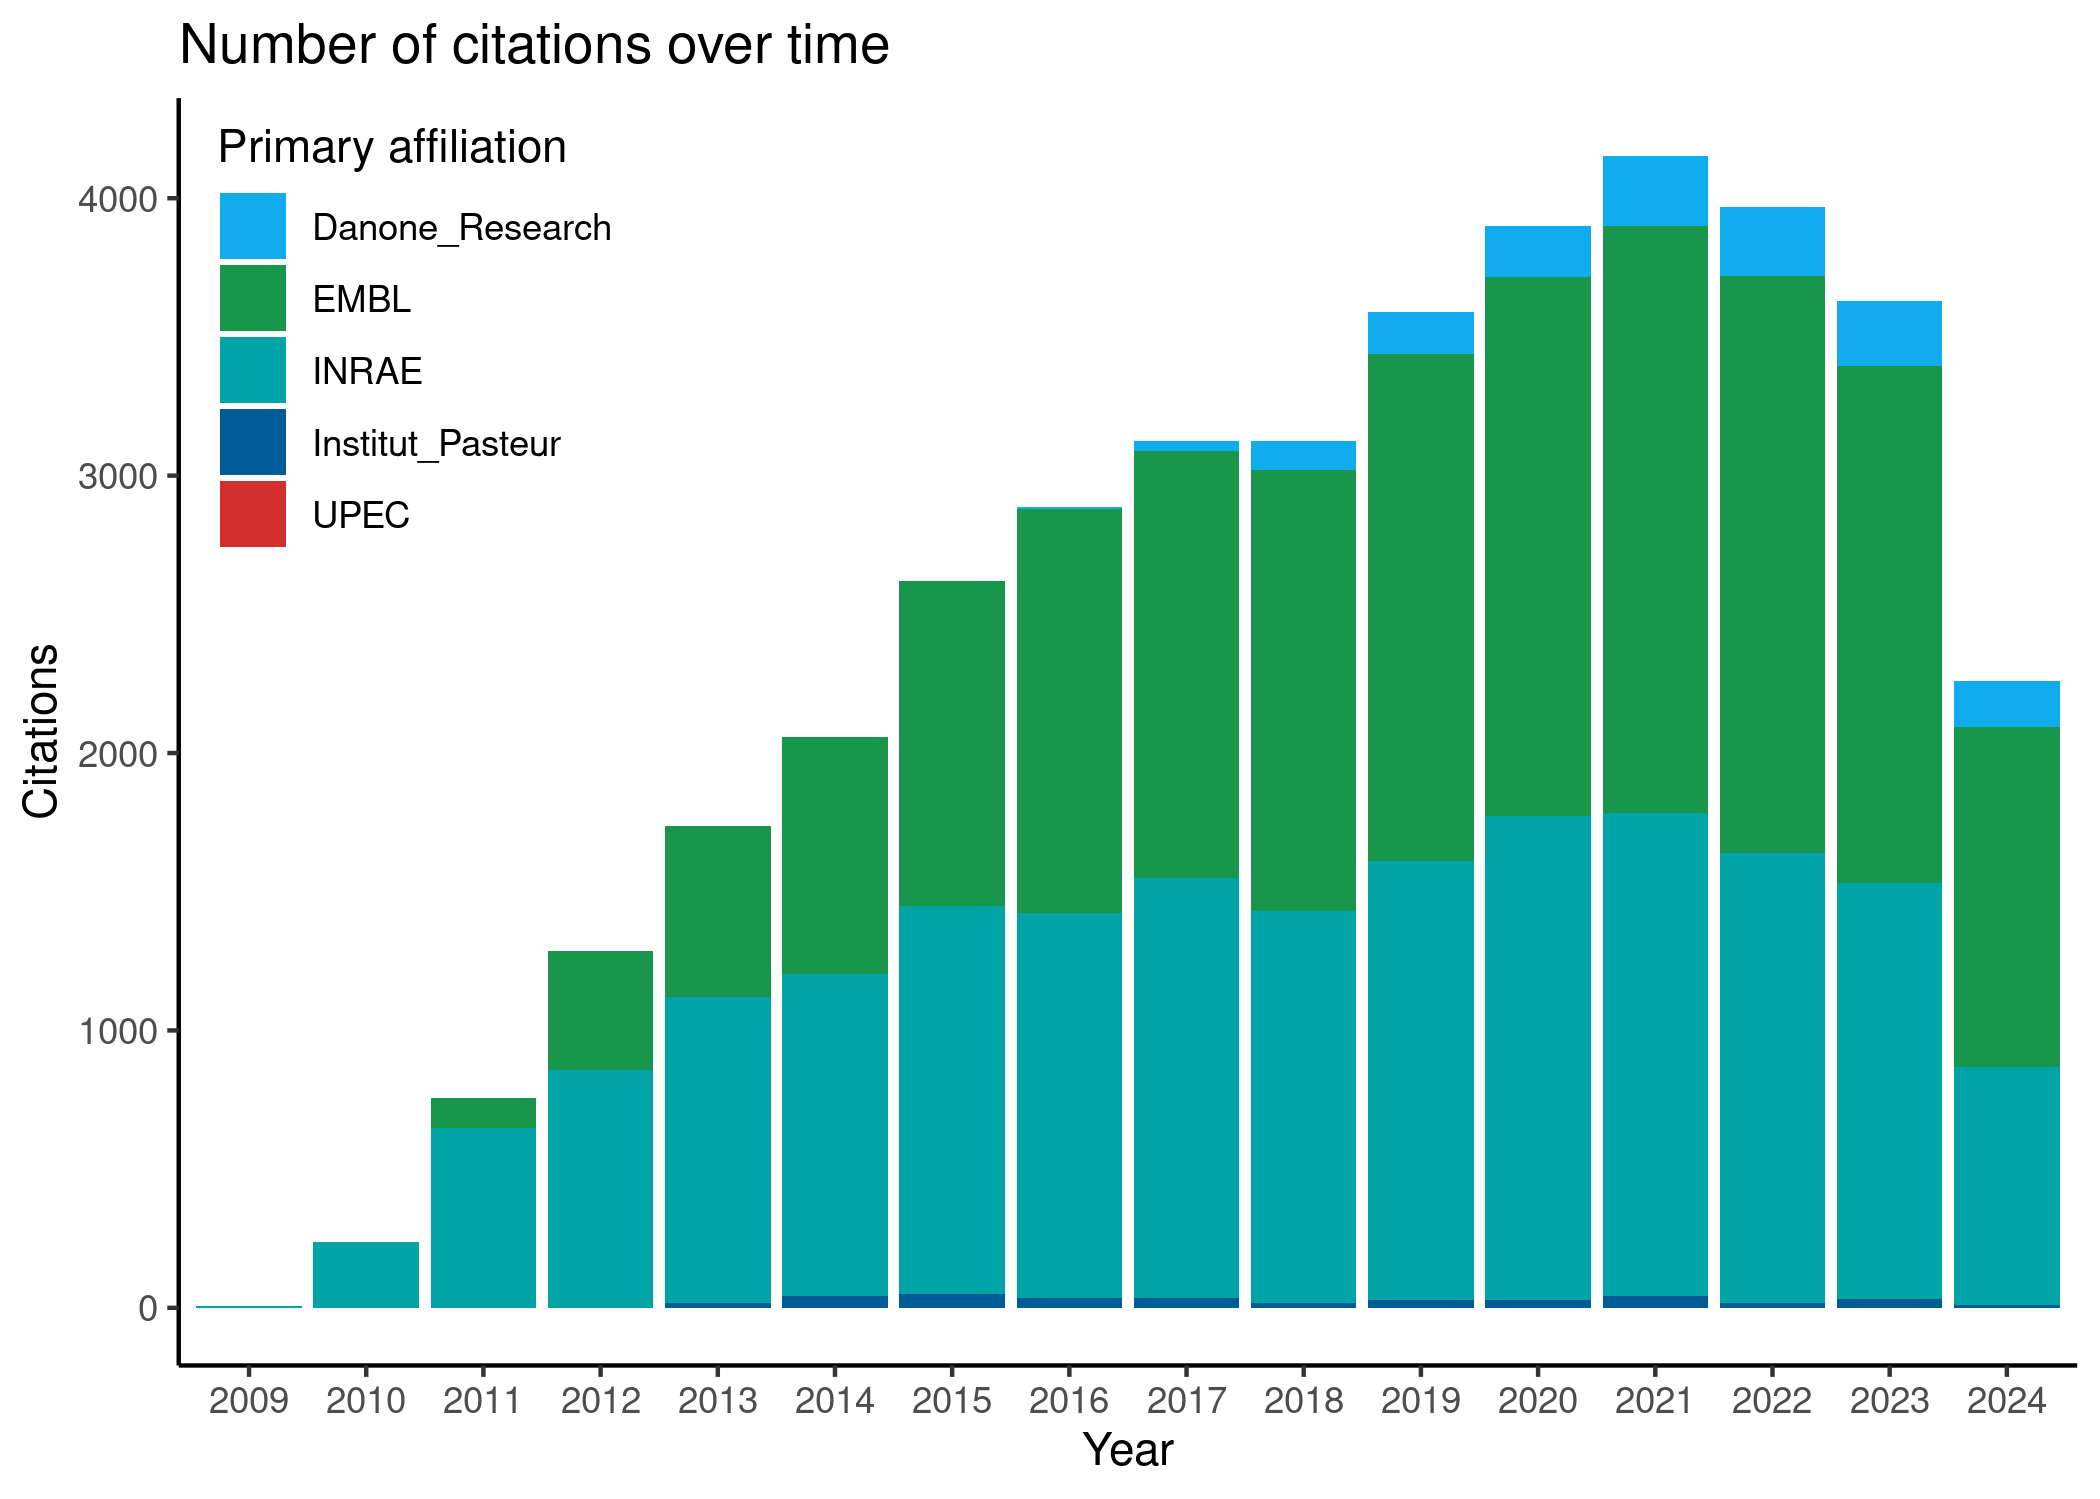 Number of citations over time
Primary affiliation
Danone_Research
EMBL
INRAE
Institut_Pasteur
UPEC
Citations
4000
3000
2000
1000
0
2009 2010 2011 2012 2013 2014 2015 2016 2017 2018 2019 2020 2021 2022 2023 2024
Year